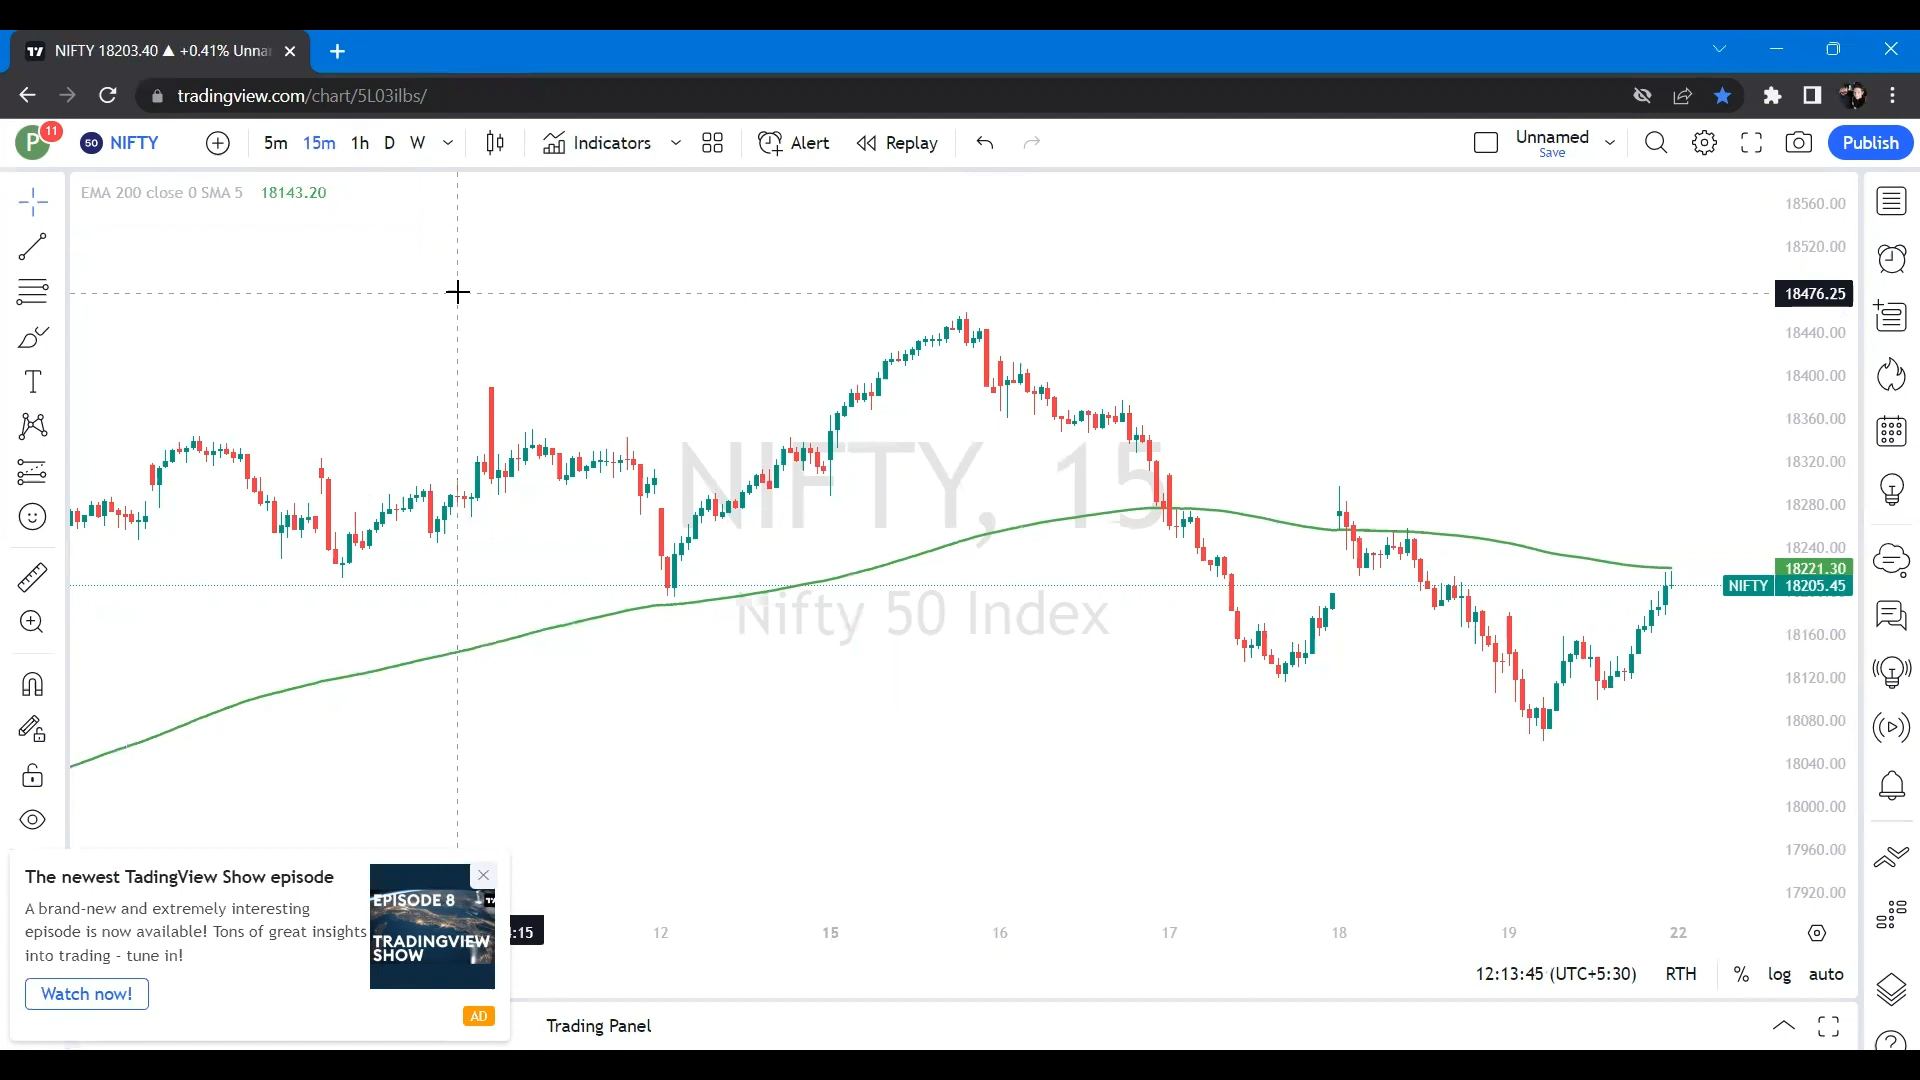 NIFTY 18203.40 ▲ +0.41% Unna
tradingview.com/chart/5L03ilbs/
P 11 50 NIFTY 5m 15m 1h D W Indicators Alert Replay Unnamed Save Publish
EMA 200 close 0 SMA 5 18143.20
18560.00
18520.00
18476.25
18440.00
18400.00
18360.00
18320.00
18280.00
18240.00
18221.30
NIFTY 18205.45
18160.00
18120.00
18080.00
18040.00
18000.00
17960.00
17920.00
NIFTY, 15
Nifty 50 Index
The newest TadingView Show episode
A brand-new and extremely interesting
episode is now available! Tons of great insights
into trading - tune in!
Watch now!
EPISODE 8
TRADINGVIEW
SHOW
AD
:15 12 15 16 17 18 19 22
12:13:45 (UTC+5:30) RTH % log auto
Trading Panel